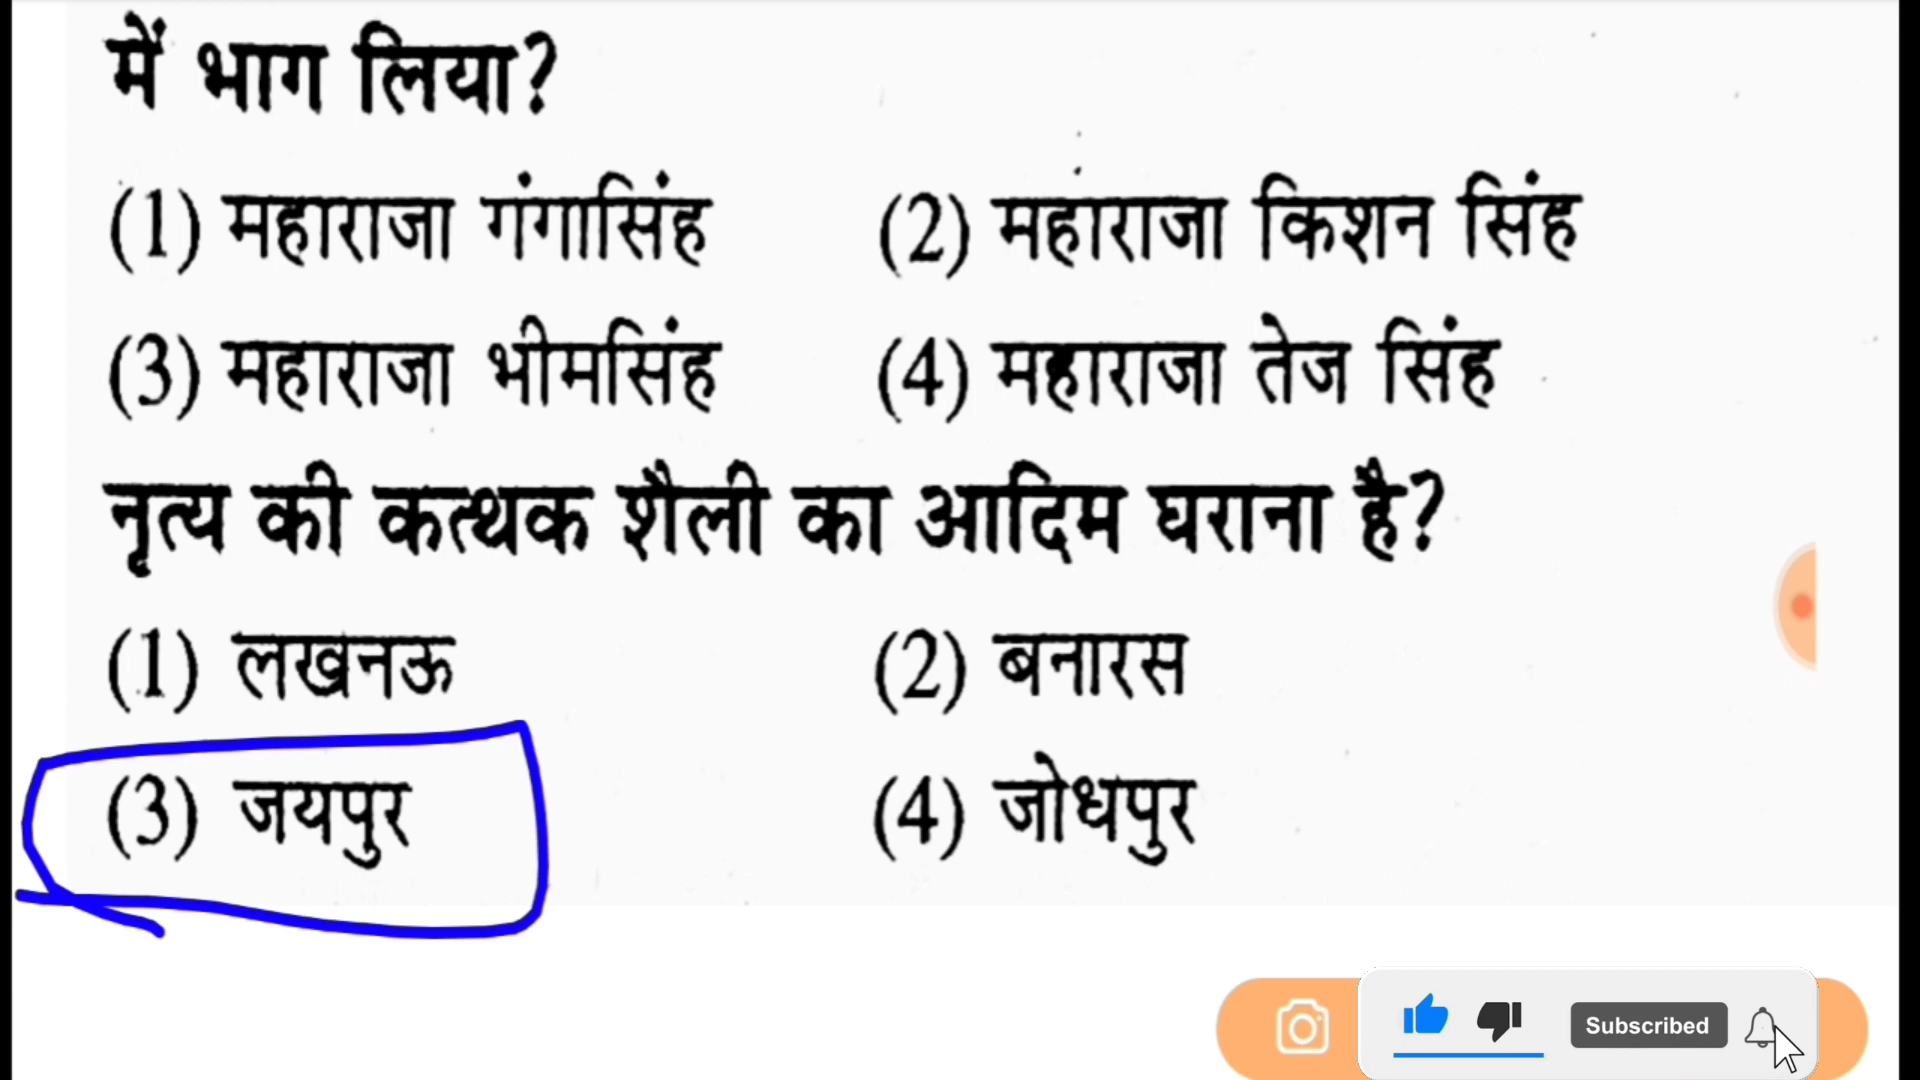 में भाग लिया?
(1) महाराजा गंगासिंह (2) महाराजा किशन सिंह
(3) महाराजा भीमसिंह (4) महाराजा तेज सिंह
नृत्य की कत्थक शैली का आदिम घराना है?
(1) लखनऊ (2) बनारस
(3) जयपुर (4) जोधपुर
Subscribed